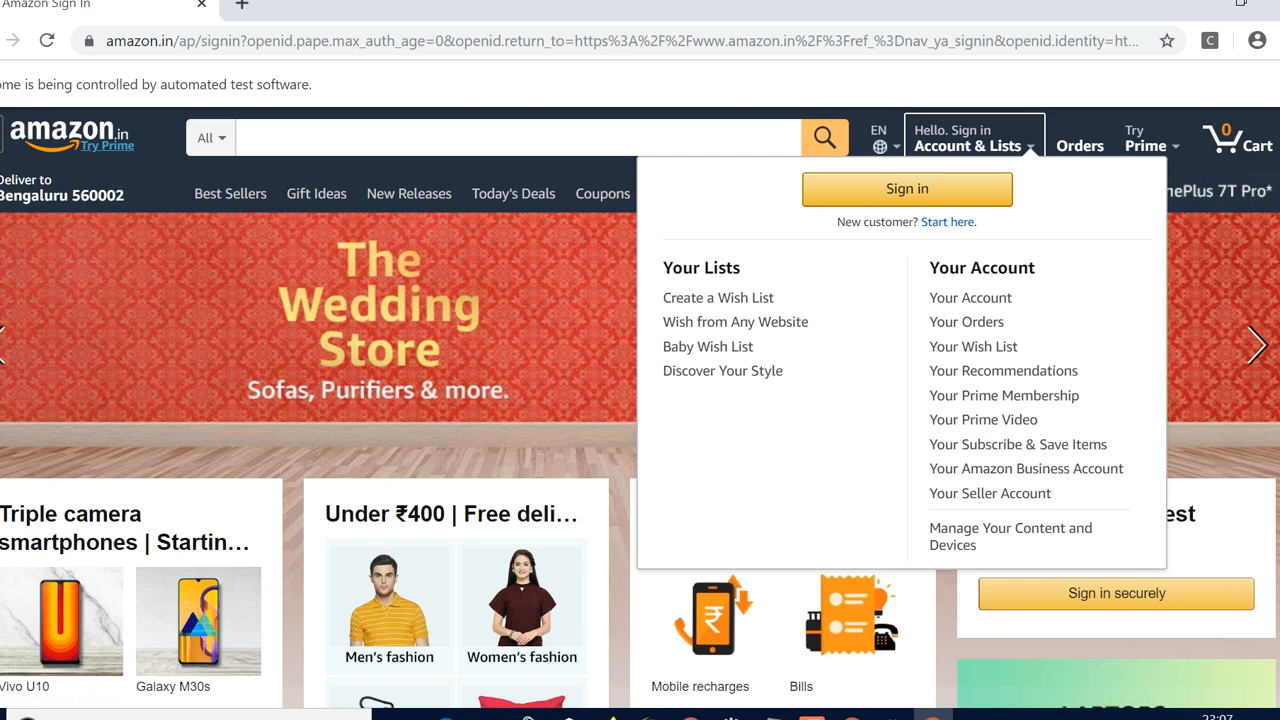 Amazon Sign In
amazon.in/ap/signin?openid.pape.max_auth_age=0&openid.return_to=https%3A%2F%2Fwww.amazon.in%2F%3Fref_%3Dnav_ya_signin&openid.identity=ht...
ome is being controlled by automated test software.
amazon.in
Try Prime
All
EN
Hello. Sign in
Account & Lists
Orders
Try
Prime
0
Cart
Deliver to
Bengaluru 560002
Best Sellers
Gift Ideas
New Releases
Today's Deals
Coupons
nePlus 7T Pro*
Sign in
New customer? Start here.
Your Lists
Create a Wish List
Wish from Any Website
Baby Wish List
Discover Your Style
Your Account
Your Account
Your Orders
Your Wish List
Your Recommendations
Your Prime Membership
Your Prime Video
Your Subscribe & Save Items
Your Amazon Business Account
Your Seller Account
Manage Your Content and
Devices
The
Wedding
Store
Sofas, Purifiers & more.
Triple camera
smartphones | Startin...
Vivo U10
Galaxy M30s
Under ₹400 | Free deli...
Men's fashion
Women's fashion
₹
Mobile recharges
Bills
est
Sign in securely
LAPTOPS
23:07